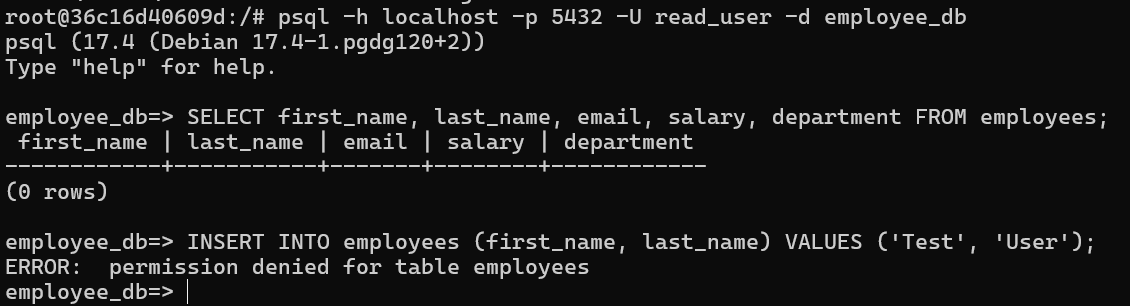 root@36c16d40609d:/# psql -h localhost -p 5432 -U read_user -d employee_db
psql (17.4 (Debian 17.4-1.pgdg120+2))
Type "help" for help.

employee_db=> SELECT first_name, last_name, email, salary, department FROM employees;
 first_name | last_name | email | salary | department
------------+-----------+-------+--------+------------
(0 rows)

employee_db=> INSERT INTO employees (first_name, last_name) VALUES ('Test', 'User');
ERROR:  permission denied for table employees
employee_db=>